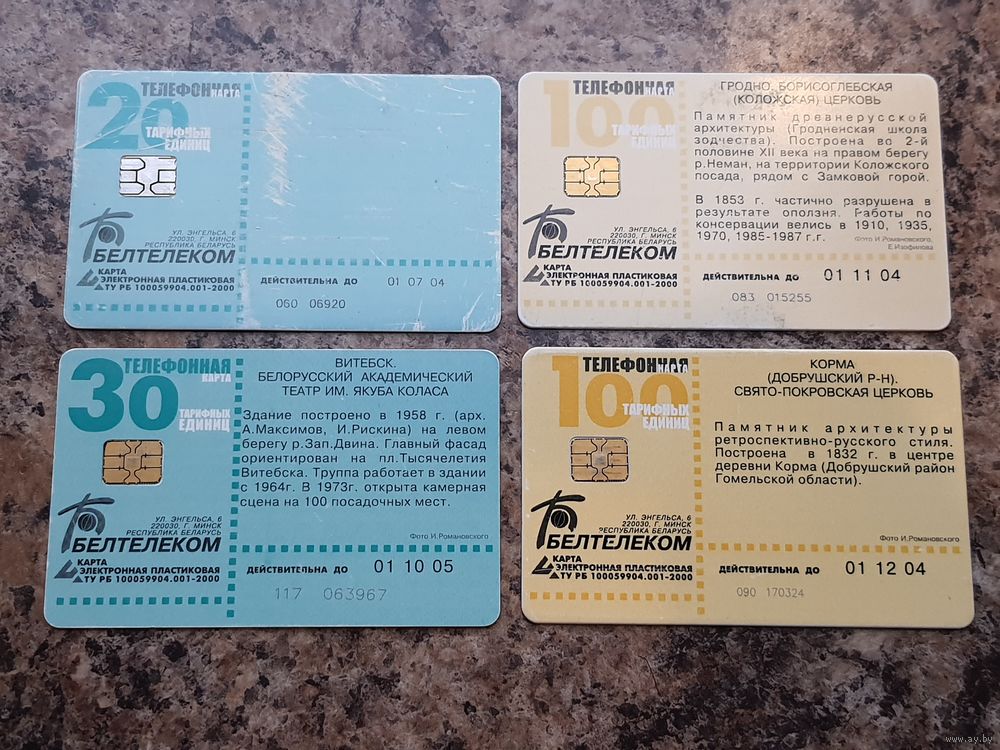 20
ТЕЛЕФОННАЯ
КАРТА
ТАРИФНЫХ
ЕДИНИЦ
УЛ. ЭНГЕЛЬСА, 6
220030, Г. МИНСК
РЕСПУБЛИКА БЕЛАРУСЬ
БЕЛТЕЛЕКОМ
КАРТА
ЭЛЕКТРОННАЯ ПЛАСТИКОВАЯ
ТУ РБ 100059904.001-2000
ДЕЙСТВИТЕЛЬНА ДО 01 07 04
060 06920
100
ТЕЛЕФОННАЯ
КАРТА
ТАРИФНЫХ
ЕДИНИЦ
УЛ. ЭНГЕЛЬСА, 6
220030, Г. МИНСК
РЕСПУБЛИКА БЕЛАРУСЬ
БЕЛТЕЛЕКОМ
КАРТА
ЭЛЕКТРОННАЯ ПЛАСТИКОВАЯ
ТУ РБ 100059904.001-2000
ГРОДНО. БОРИСОГЛЕБСКАЯ
(КОЛОЖСКАЯ) ЦЕРКОВЬ
Памятник древнерусской
архитектуры (Гродненская школа
зодчества). Построена во 2-й
половине XII века на правом берегу
р.Неман, на территории Коложского
посада, рядом с Замковой горой.
В 1853 г. частично разрушена в
результате оползня. Работы по
консервации велись в 1910, 1935,
1970, 1985-1987 г.г.
Фото И.Романовского,
Е.Изофилова
ДЕЙСТВИТЕЛЬНА ДО 01 11 04
083 015255
30
ТЕЛЕФОННАЯ
КАРТА
ТАРИФНЫХ
ЕДИНИЦ
УЛ. ЭНГЕЛЬСА, 6
220030, Г. МИНСК
РЕСПУБЛИКА БЕЛАРУСЬ
БЕЛТЕЛЕКОМ
КАРТА
ЭЛЕКТРОННАЯ ПЛАСТИКОВАЯ
ТУ РБ 100059904.001-2000
ВИТЕБСК.
БЕЛОРУССКИЙ АКАДЕМИЧЕСКИЙ
ТЕАТР ИМ. ЯКУБА КОЛАСА
Здание построено в 1958 г. (арх.
А.Максимов, И.Рискина) на левом
берегу р.Зап.Двина. Главный фасад
ориентирован на пл.Тысячелетия
Витебска. Труппа работает в здании
с 1964г. В 1973г. открыта камерная
сцена на 100 посадочных мест.
Фото И.Романовского
ДЕЙСТВИТЕЛЬНА ДО 01 10 05
117 063967
100
ТЕЛЕФОННАЯ
КАРТА
ТАРИФНЫХ
ЕДИНИЦ
УЛ. ЭНГЕЛЬСА, 6
220030, Г. МИНСК
РЕСПУБЛИКА БЕЛАРУСЬ
БЕЛТЕЛЕКОМ
КАРТА
ЭЛЕКТРОННАЯ ПЛАСТИКОВАЯ
ТУ РБ 100059904.001-2000
КОРМА
(ДОБРУШСКИЙ Р-Н).
СВЯТО-ПОКРОВСКАЯ ЦЕРКОВЬ
Памятник архитектуры
ретроспективно-русского стиля.
Построена в 1832 г. в центре
деревни Корма (Добрушский район
Гомельской области).
Фото И.Романовского
ДЕЙСТВИТЕЛЬНА ДО 01 12 04
090 170324
www.ay.by